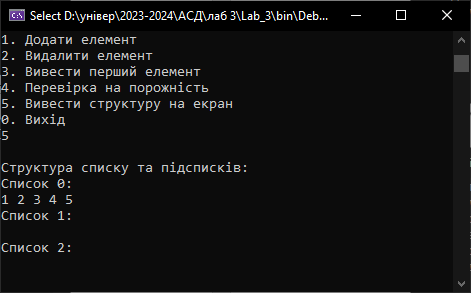 Select D:\універ\2023-2024\АСД\лаб 3\Lab_3\bin\Deb...
1. Додати елемент
2. Видалити елемент
3. Вивести перший елемент
4. Перевірка на порожність
5. Вивести структуру на екран
0. Вихід
5
Структура списку та підсписків:
Список 0:
1 2 3 4 5
Список 1:
Список 2: